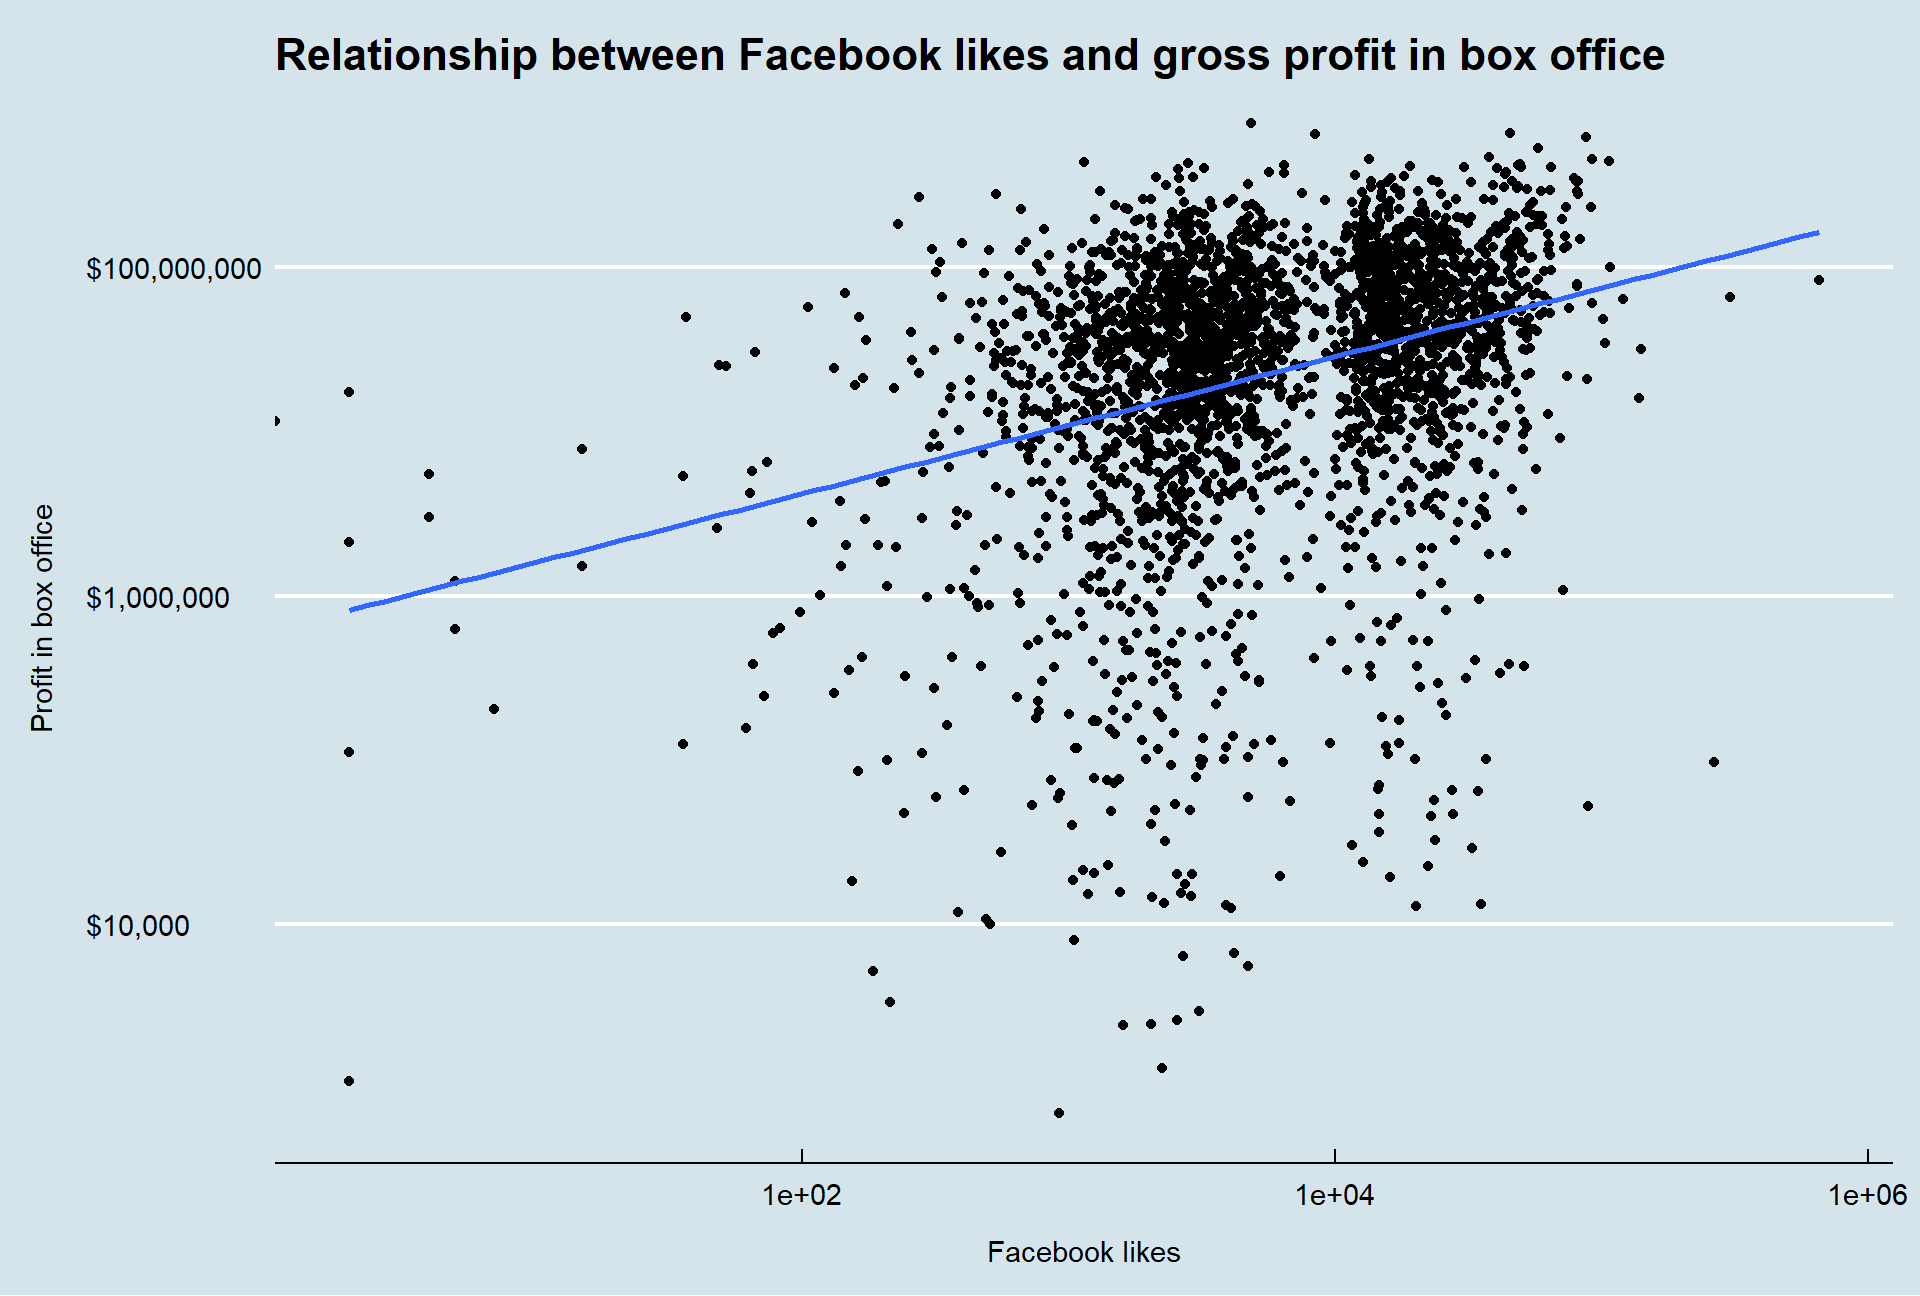 Relationship between Facebook likes and gross profit in box office
$100,000,000
$1,000,000
$10,000
Profit in box office
1e+02
1e+04
1e+06
Facebook likes